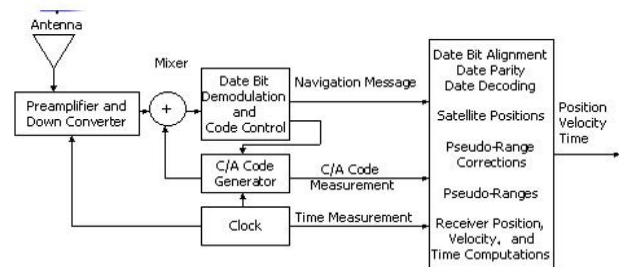 Antenna
Mixer
Preamplifier and
Down Converter
+
Date Bit
Demodulation
and
Code Control
Navigation Message
C/A Code
Generator
C/A Code
Measurement
Clock
Time Measurement
Date Bit Alignment
Date Parity
Date Decoding
Satellite Positions
Pseudo-Range
Corrections
Pseudo-Ranges
Receiver Position,
Velocity, and
Time Computations
Position
Velocity
Time